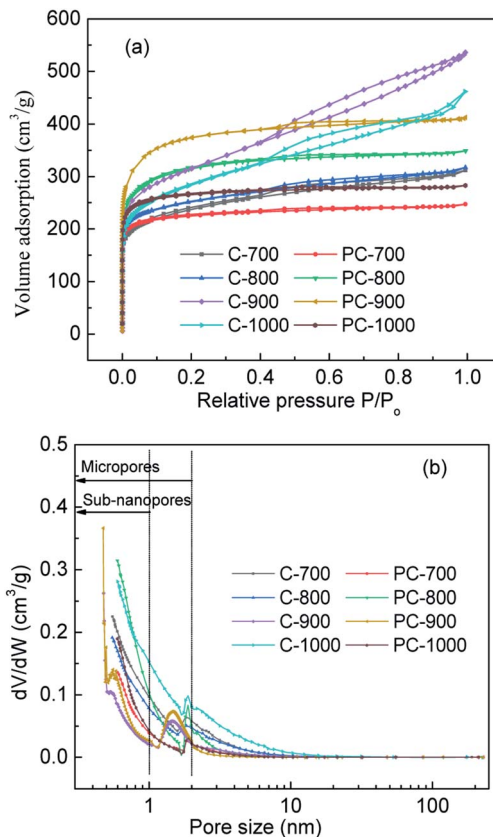 (a)
Volume adsorption (cm³/g)
600
500
400
300
200
100
0
C-700 PC-700
C-800 PC-800
C-900 PC-900
C-1000 PC-1000
0.0 0.2 0.4 0.6 0.8 1.0
Relative pressure P/Pₒ
(b)
dV/dW (cm³/g)
0.5
0.4
0.3
0.2
0.1
0.0
Micropores
Sub-nanopores
C-700 PC-700
C-800 PC-800
C-900 PC-900
C-1000 PC-1000
1 10 100
Pore size (nm)